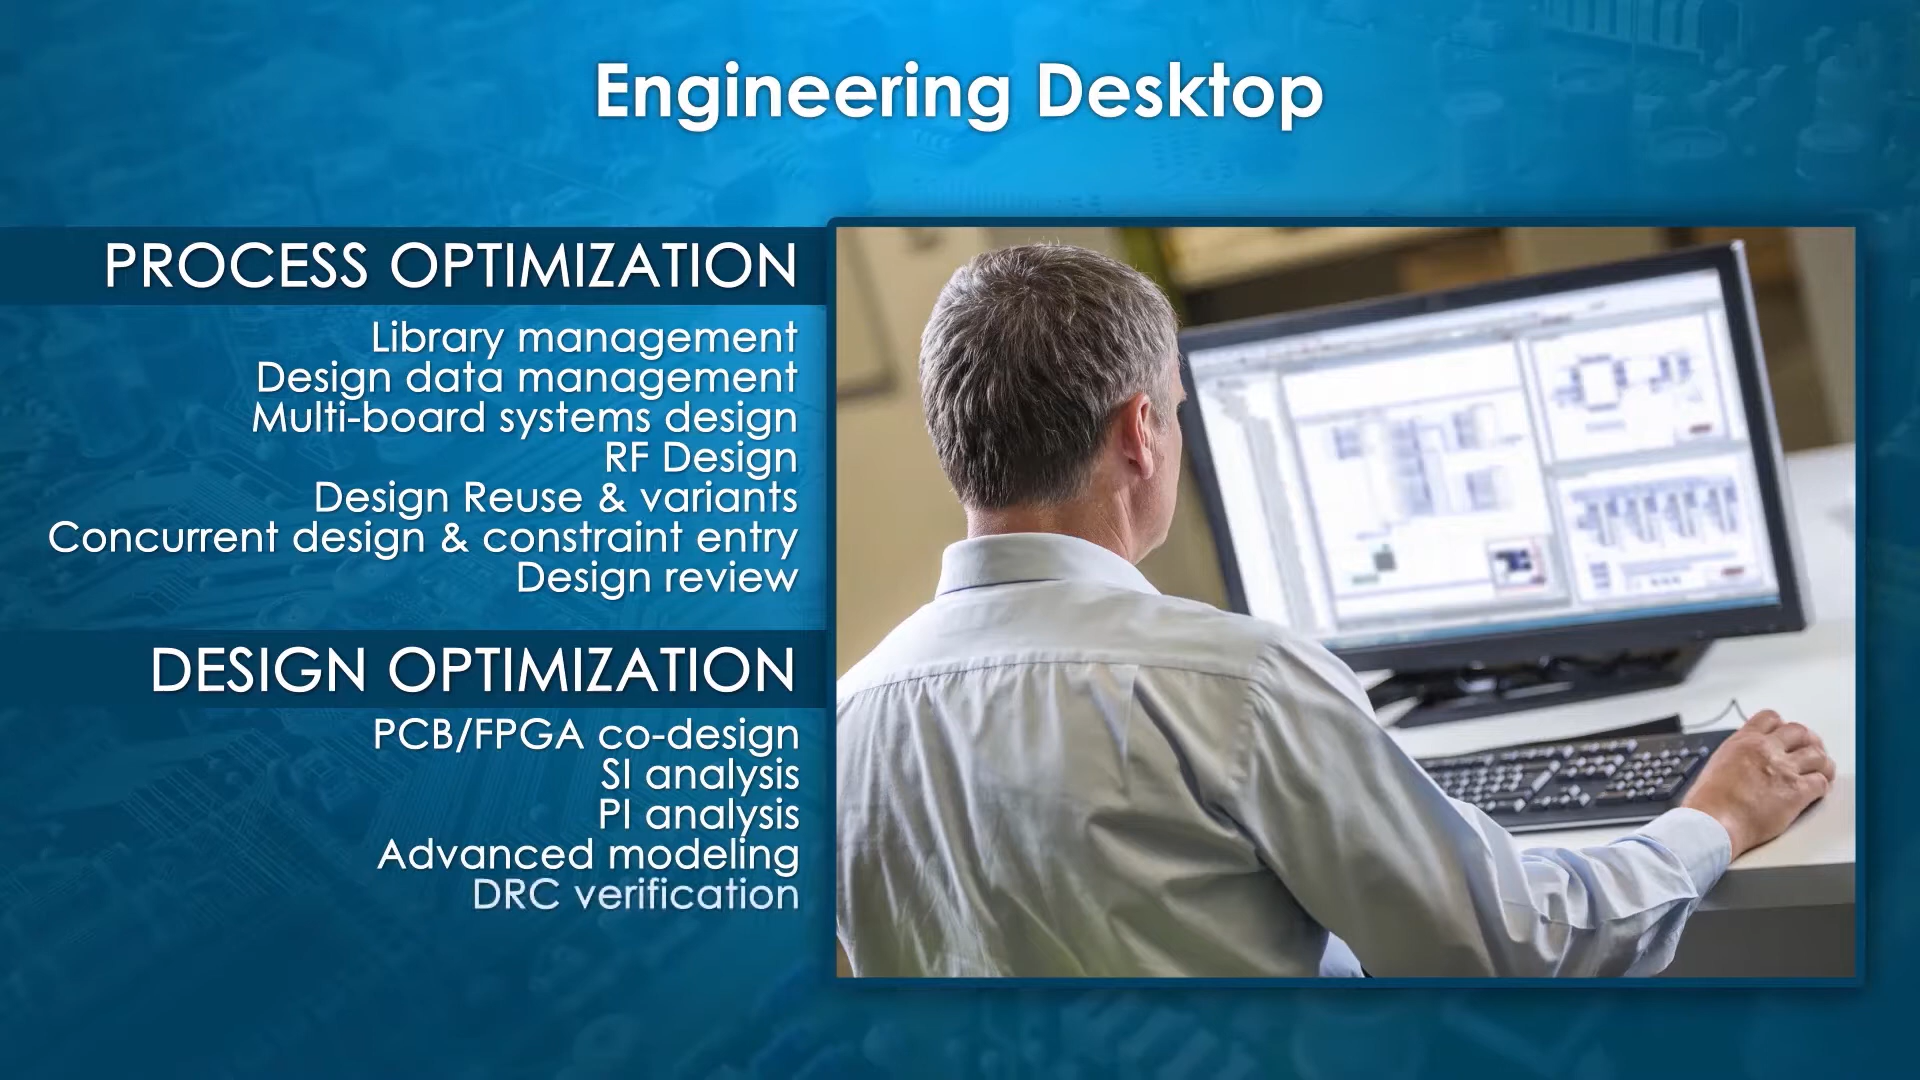 Engineering Desktop
PROCESS OPTIMIZATION
Library management
Design data management
Multi-board systems design
RF Design
Design Reuse & variants
Concurrent design & constraint entry
Design review
DESIGN OPTIMIZATION
PCB/FPGA co-design
SI analysis
PI analysis
Advanced modeling
DRC verification